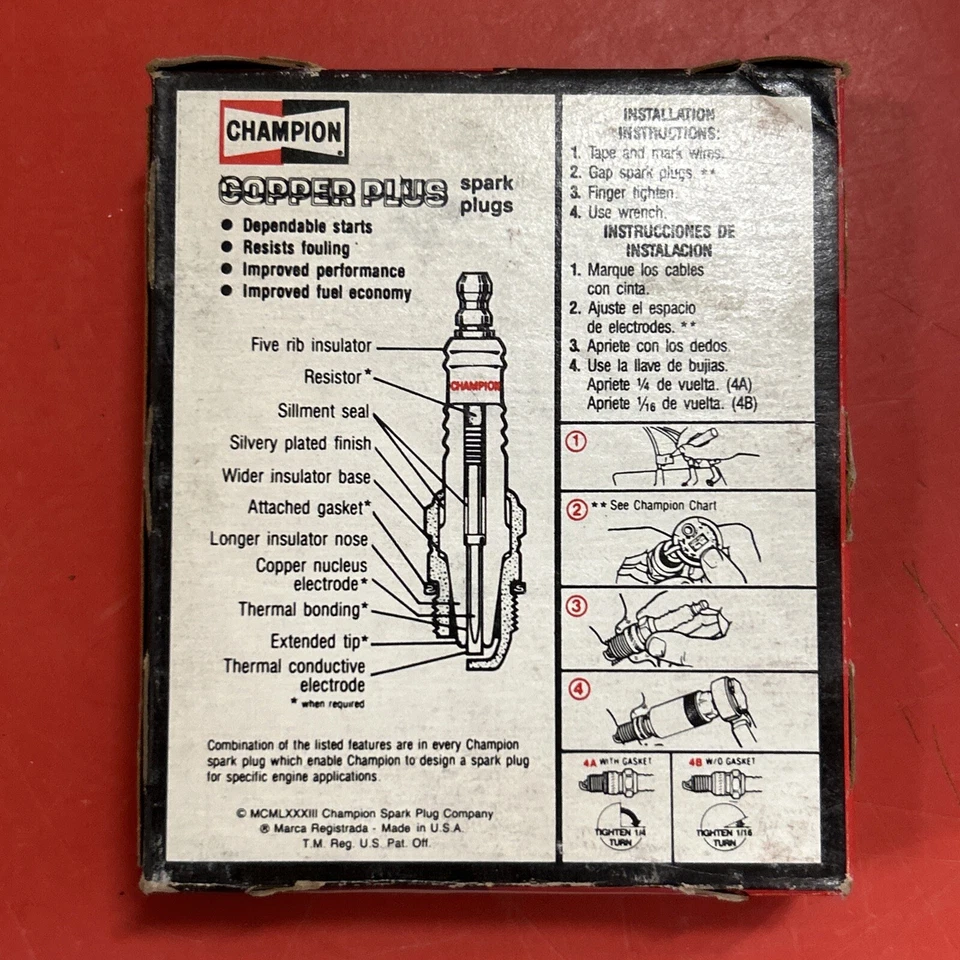 CHAMPION
COPPER PLUS spark
plugs
● Dependable starts
● Resists fouling
● Improved performance
● Improved fuel economy
Five rib insulator
Resistor*
CHAMPION
Sillment seal
Silvery plated finish
Wider insulator base
Attached gasket*
Longer insulator nose
Copper nucleus
electrode*
Thermal bonding*
Extended tip*
Thermal conductive
electrode
* when required
Combination of the listed features are in every Champion
spark plug which enable Champion to design a spark plug
for specific engine applications.
© MCMLXXXIII Champion Spark Plug Company
® Marca Registrada - Made in U.S.A.
T.M. Reg. U.S. Pat. Off.
INSTALLATION
INSTRUCTIONS:
1. Tape and mark wires.
2. Gap spark plugs. **
3. Finger tighten.
4. Use wrench.
INSTRUCCIONES DE
INSTALACION
1. Marque los cables
con cinta.
2. Ajuste el espacio
de electrodes. **
3. Apriete con los dedos.
4. Use la llave de bujias.
Apriete 1/4 de vuelta. (4A)
Apriete 1/16 de vuelta. (4B)
1
2 ** See Champion Chart
3
4
4A WITH GASKET
TIGHTEN 1/4
TURN
4B W/O GASKET
TIGHTEN 1/16
TURN